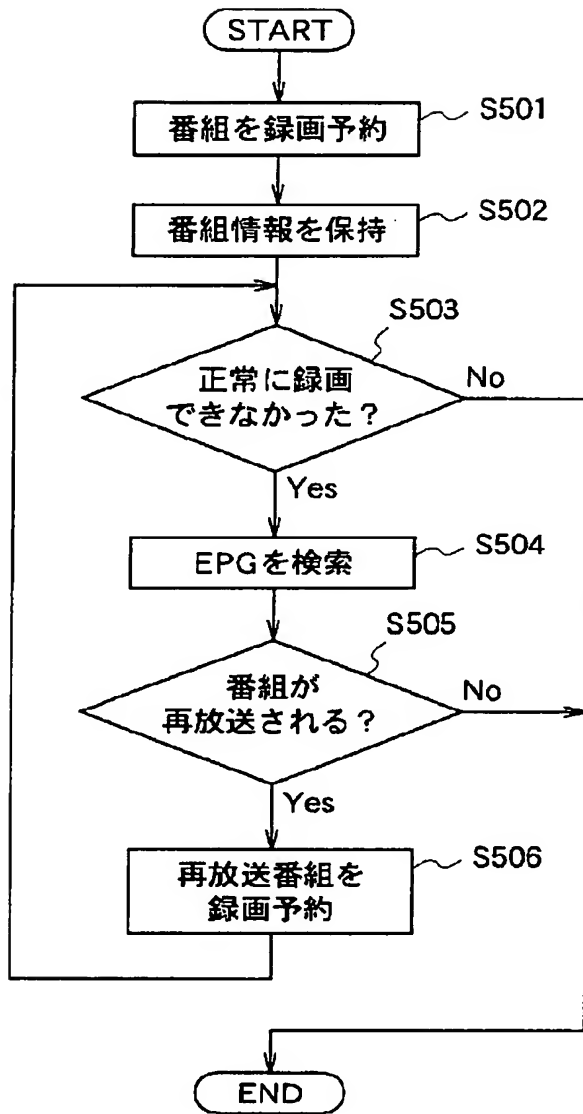 START
番組を録画予約
S501
番組情報を保持
S502
S503
正常に録画
できなかった?
No
Yes
EPGを検索
S504
S505
番組が
再放送される?
No
Yes
再放送番組を
録画予約
S506
END